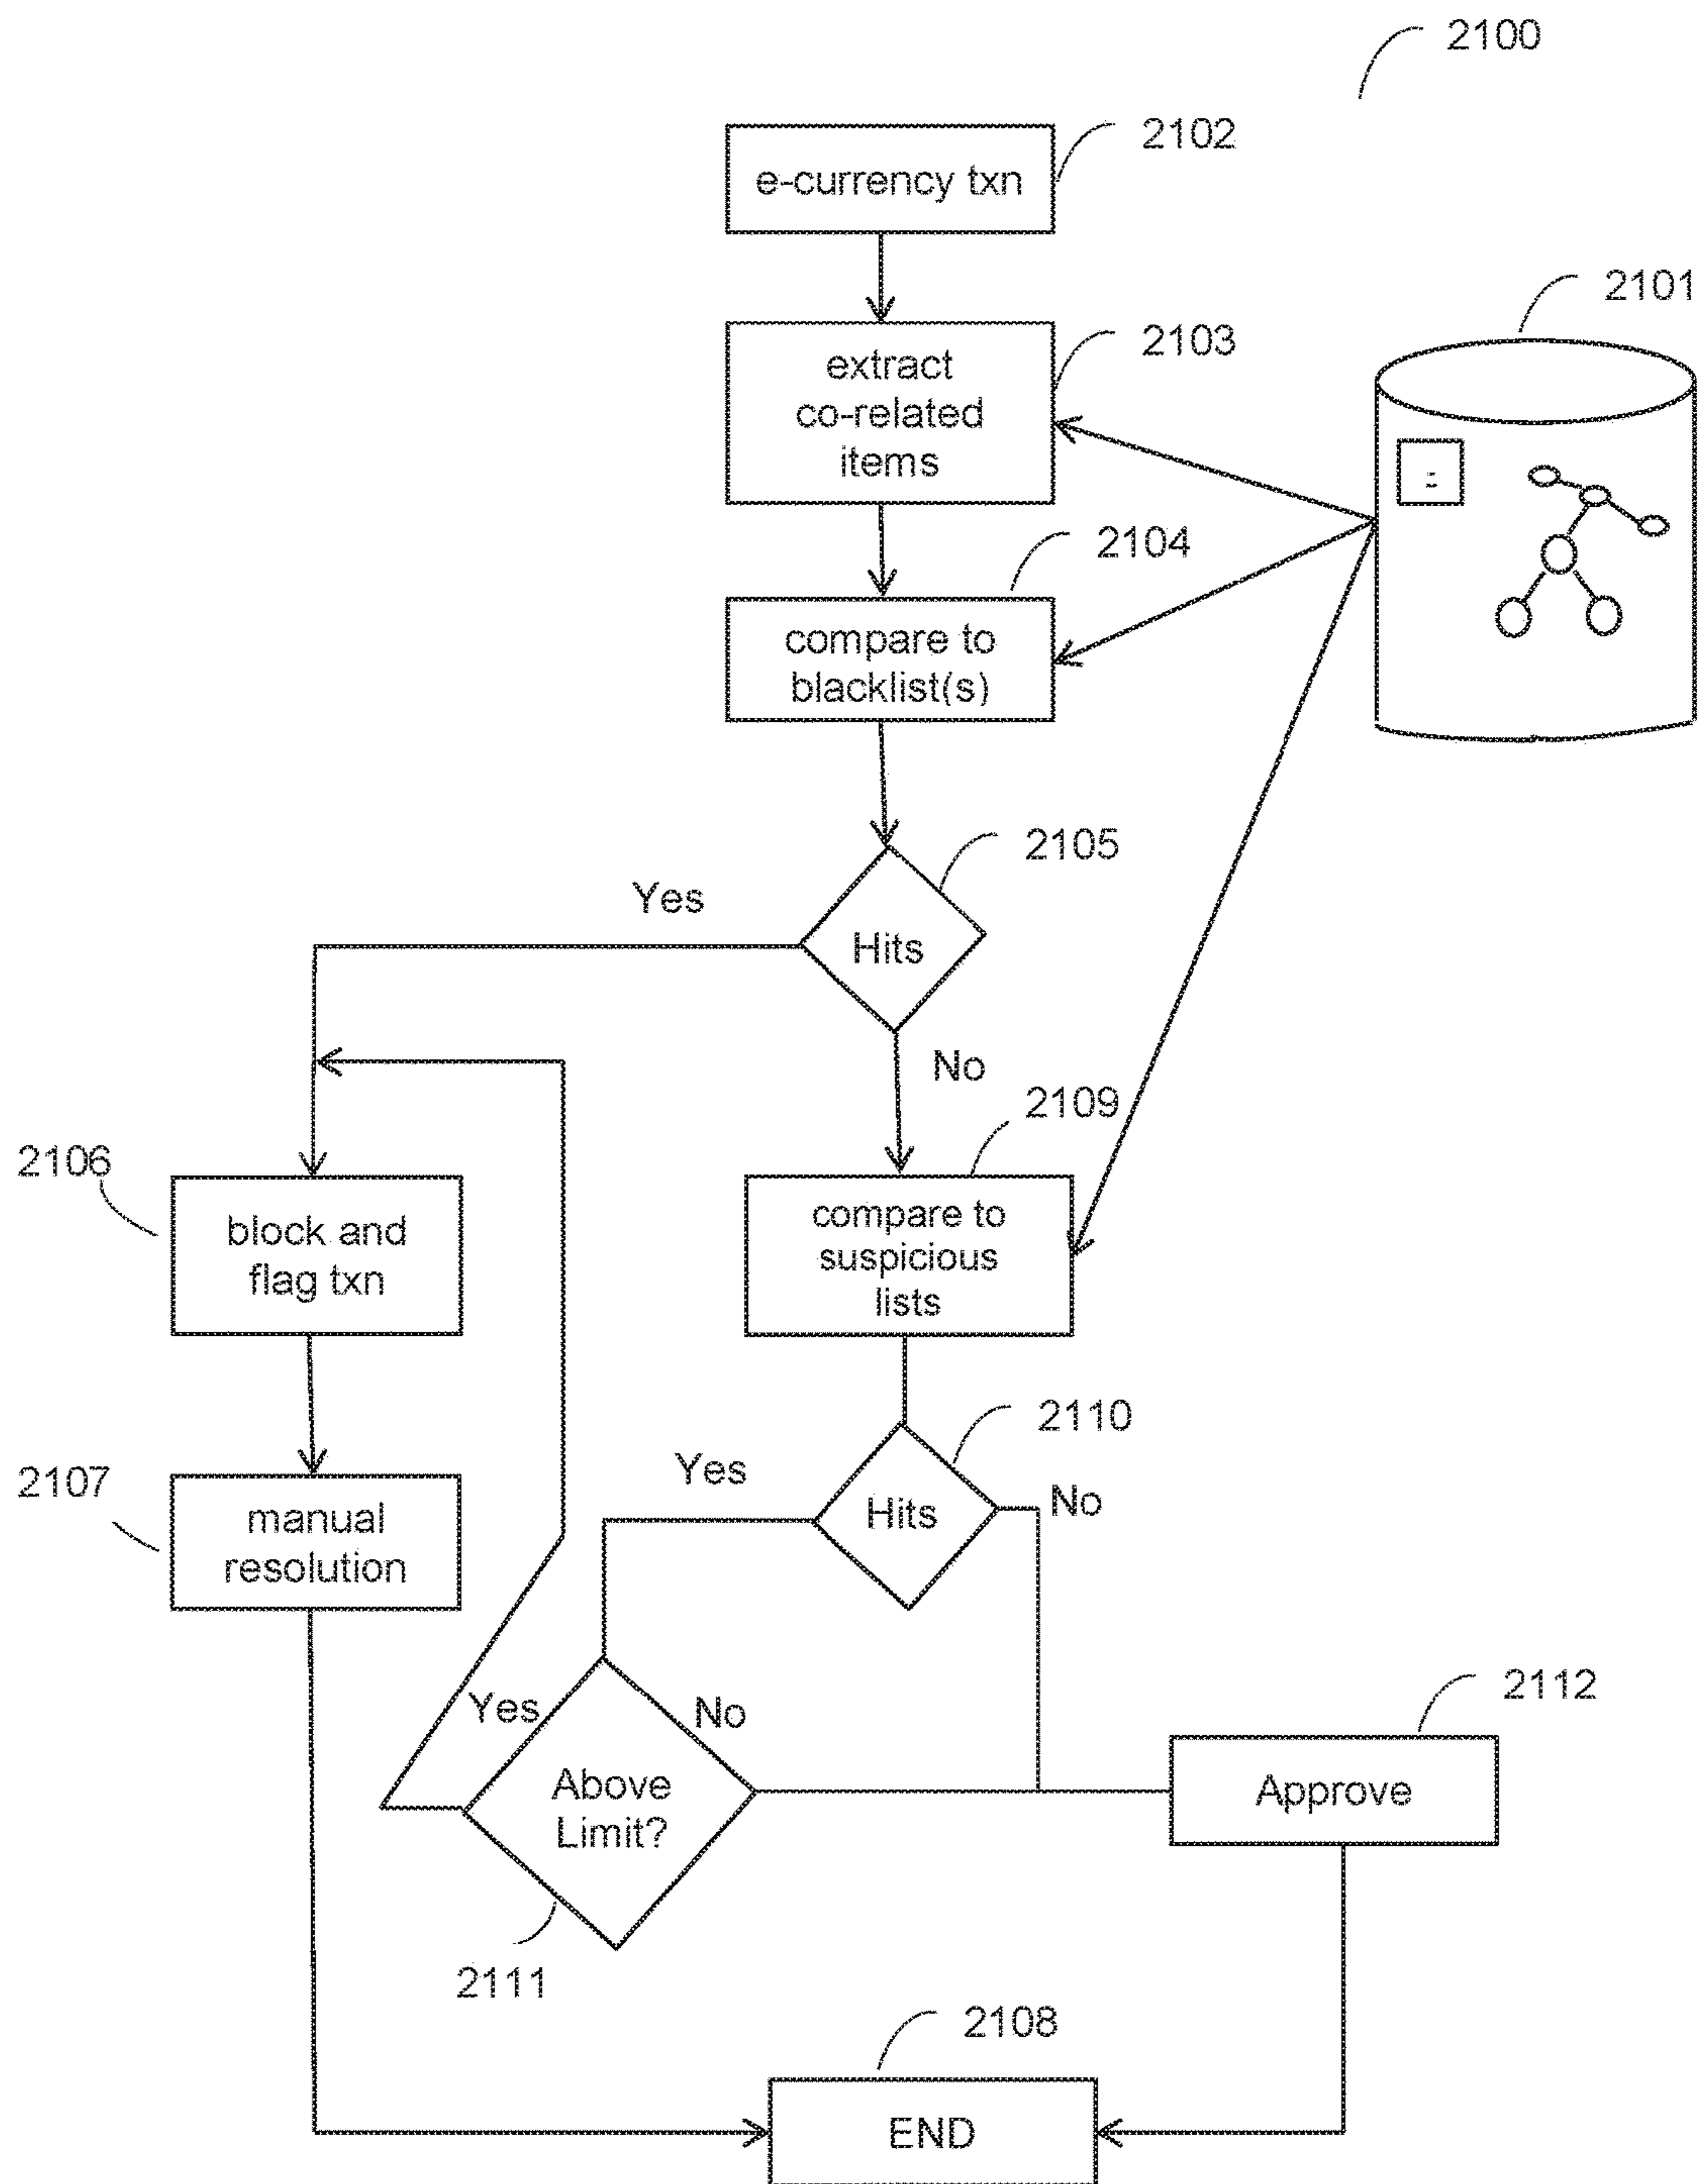 2100
2102
e-currency txn
2101
2103
extract
co-related
items
2104
compare to
blacklist(s)
2105
Yes
Hits
No
2109
2106
block and
flag txn
compare to
suspicious
lists
2110
Yes
Hits
No
2107
manual
resolution
Yes
No
2112
Above
Limit?
Approve
2111
2108
END